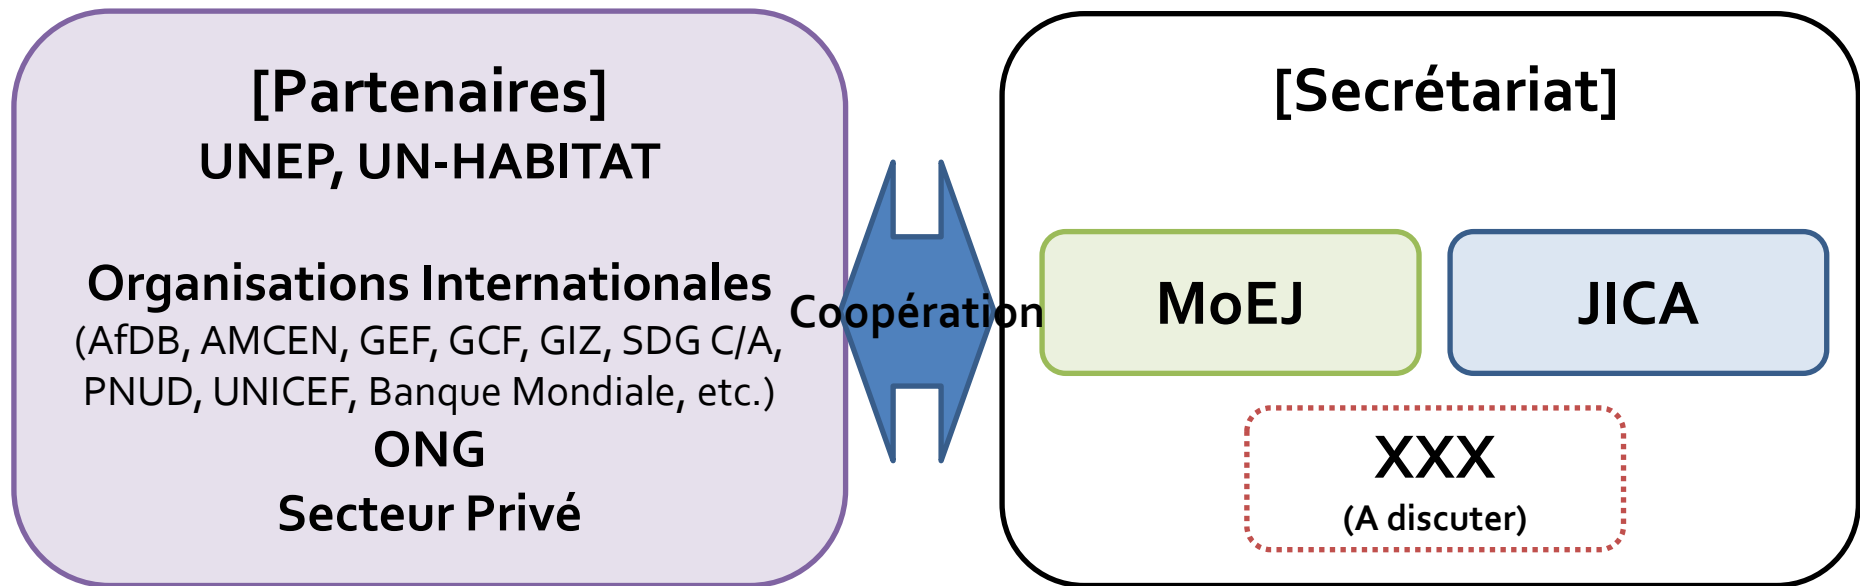 [Partenaires]
UNEP, UN-HABITAT
Organisations Internationales
(AfDB, AMCEN, GEF, GCF, GIZ, SDG C/A,
PNUD, UNICEF, Banque Mondiale, etc.)
ONG
Secteur Privé
Coopération
[Secrétariat]
MoEJ
JICA
XXX
(A discuter)